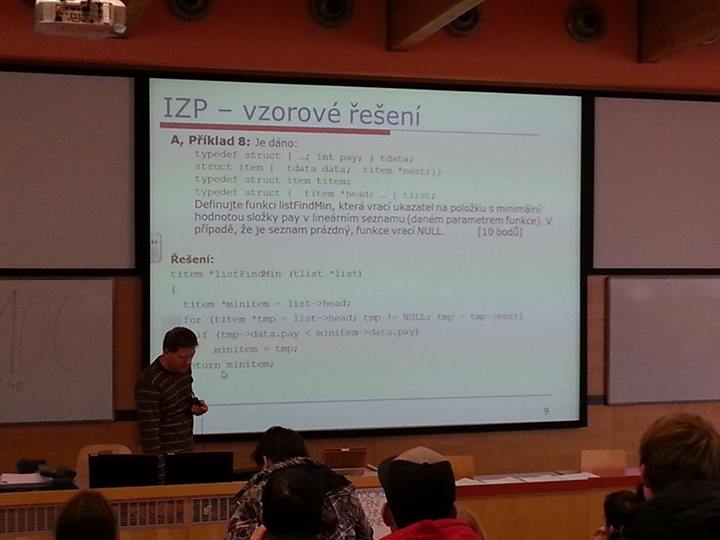 IZP – vzorové řešení
A, Příklad 8: Je dáno:
typedef struct { …; int pay; } tdata;
struct item { tdata data; titem *next;};
typedef struct item titem;
typedef struct { titem *head; … } tlist;
Definujte funkci listFindMin, která vrací ukazatel na položku s minimální
hodnotou složky pay v lineárním seznamu (daném parametrem funkce). V
případě, že je seznam prázdný, funkce vrací NULL. [10 bodů]
Řešení:
titem *listFindMin (tlist *list)
{
titem *minitem = list->head;
for (titem *tmp = list->head; tmp != NULL; tmp = tmp->next)
if (tmp->data.pay < minitem->data.pay)
minitem = tmp;
return minitem;
9